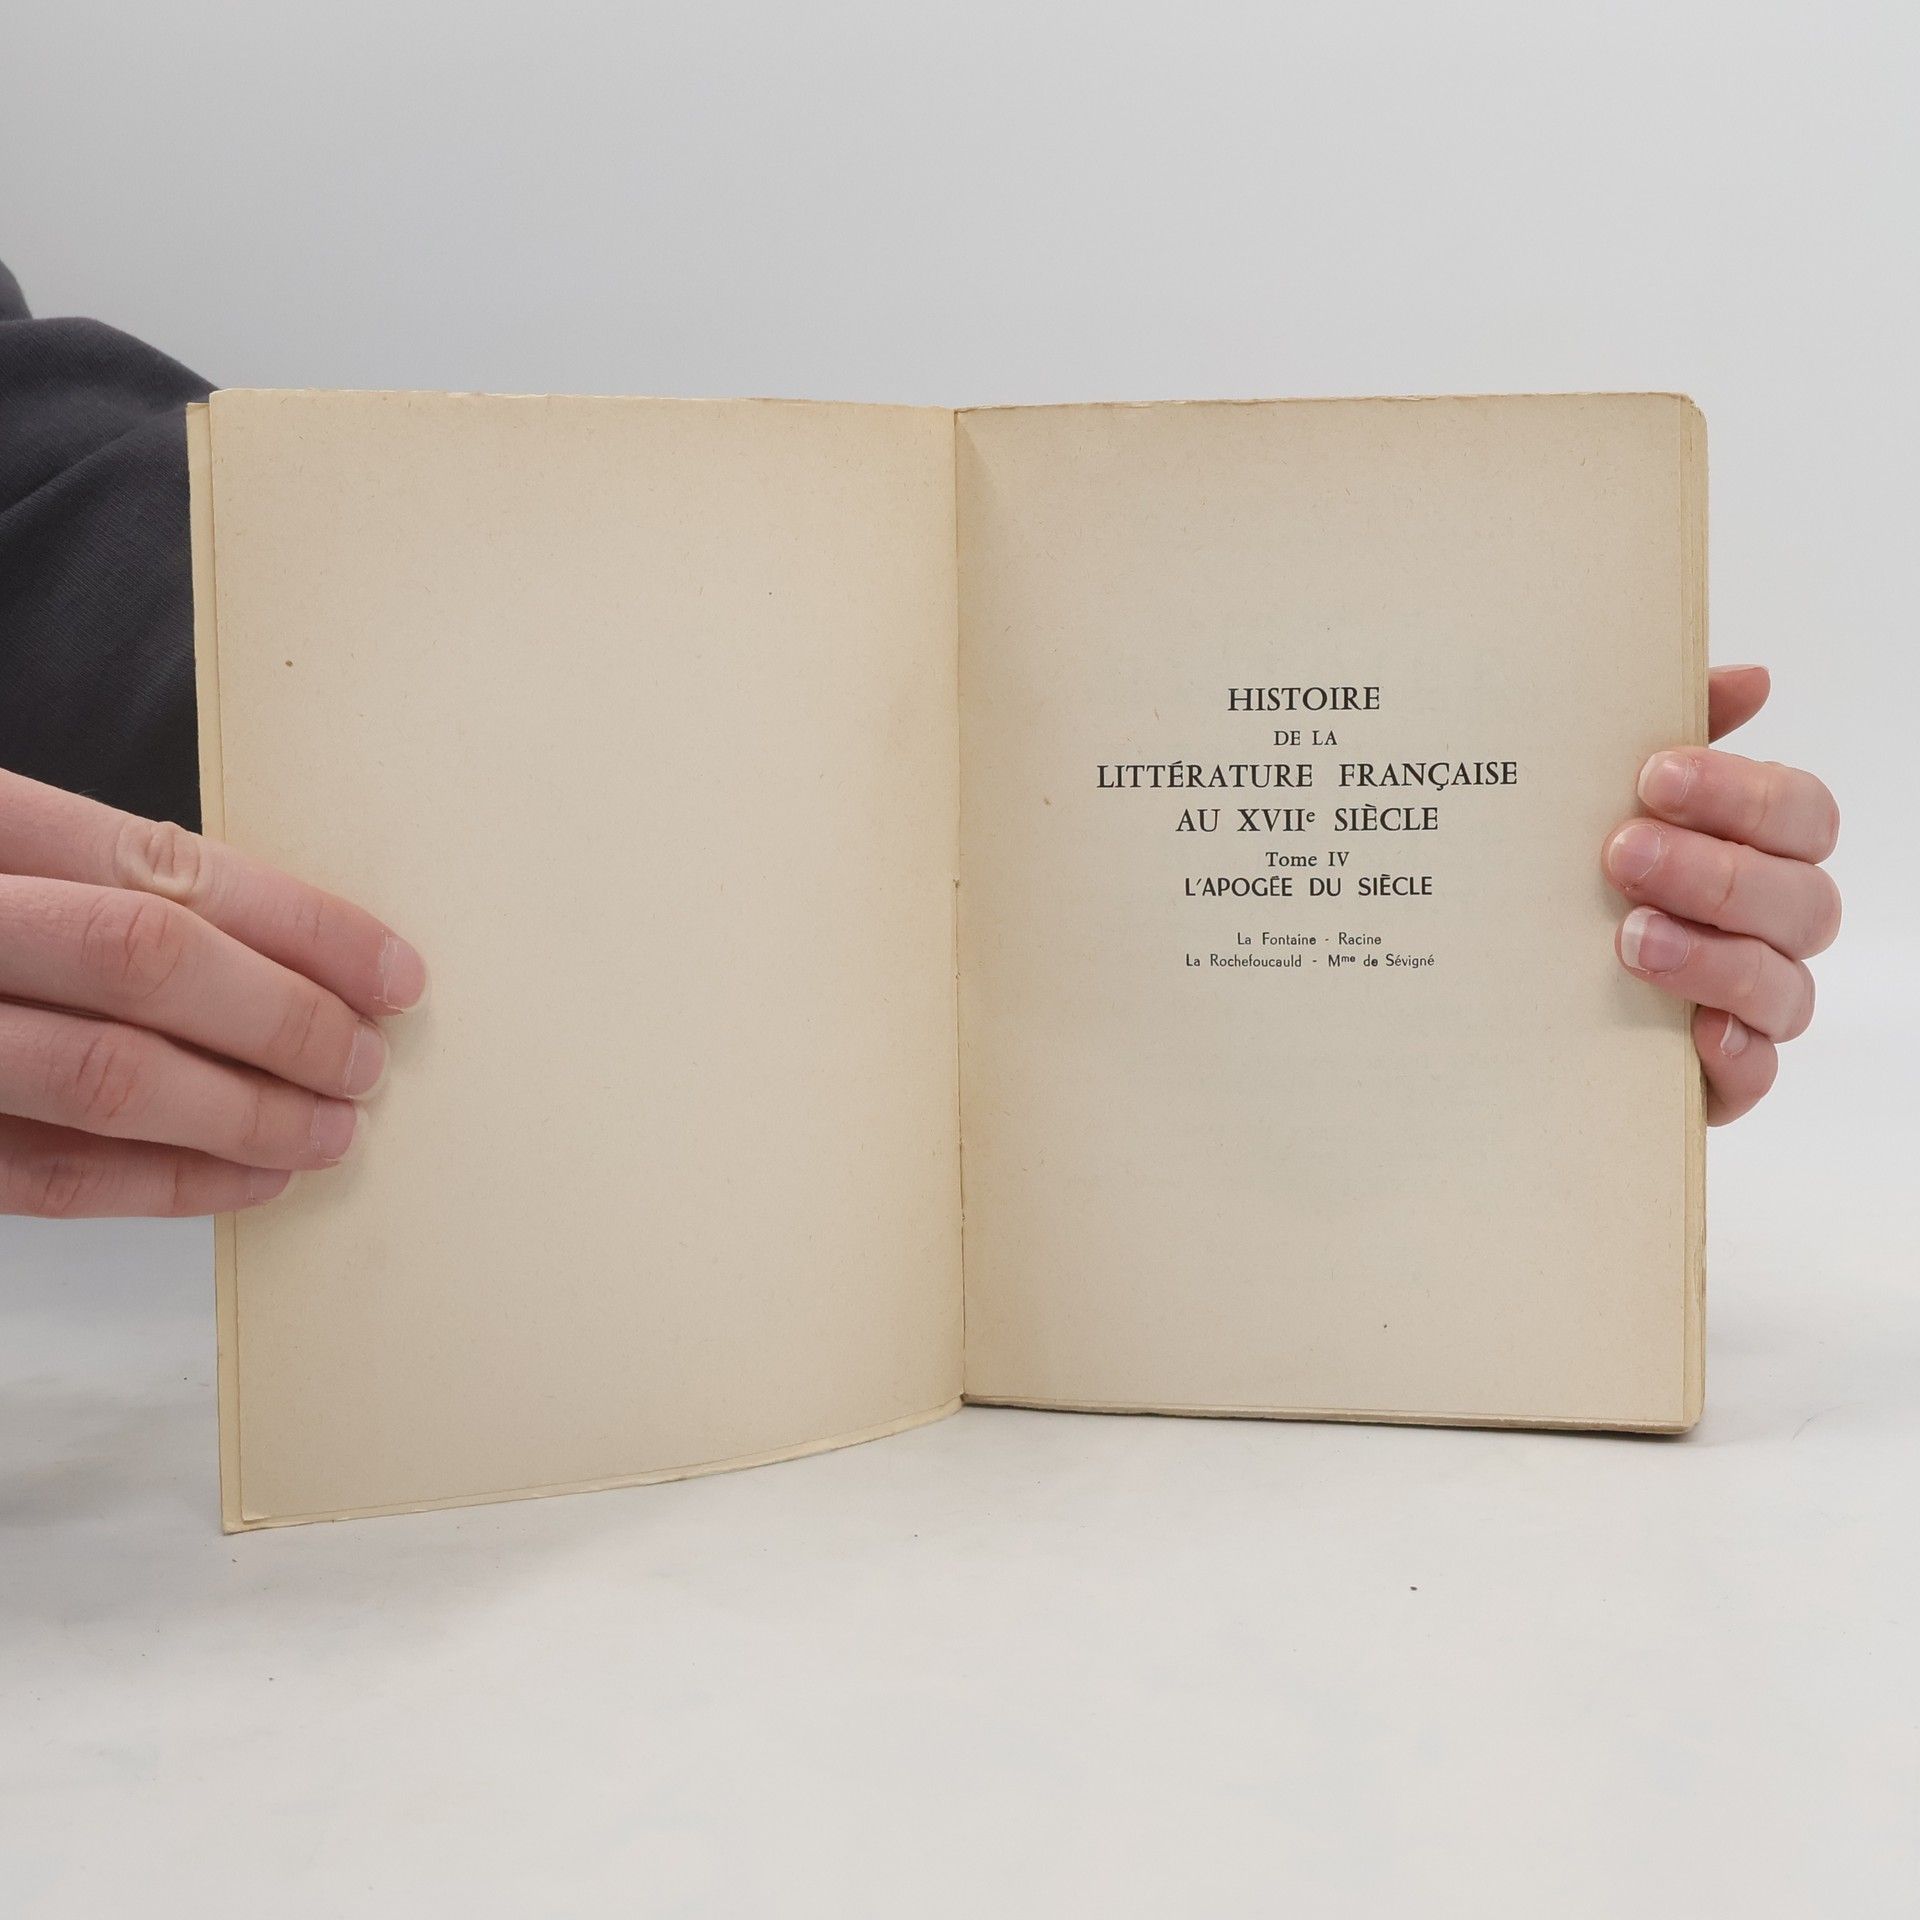 HISTOIRE
DE LA
LITTÉRATURE FRANÇAISE
AU XVIIe SIÈCLE
Tome IV
L'APOGÉE DU SIÈCLE
La Fontaine - Racine
La Rochefoucauld - Mme de Sévigné